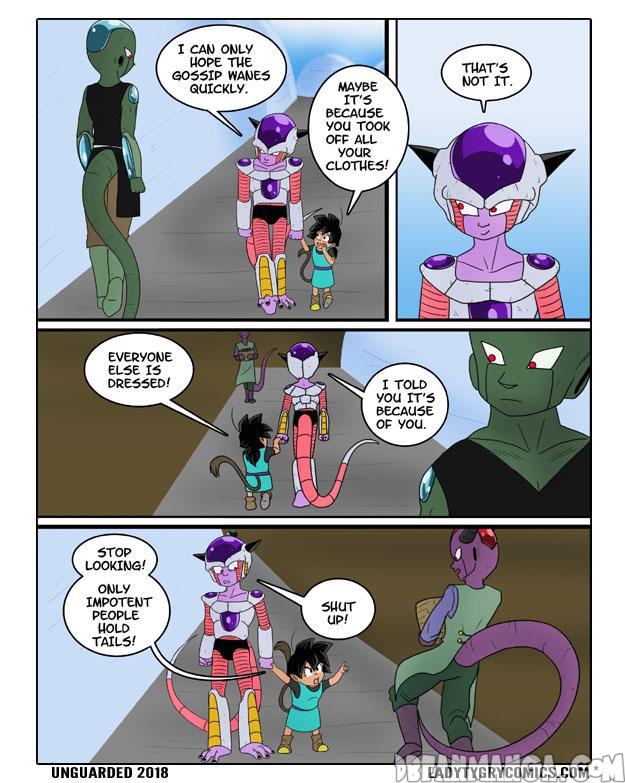 I CAN ONLY
HOPE THE
GOSSIP WANES
QUICKLY.
MAYBE
IT'S
BECAUSE
YOU TOOK
OFF ALL
YOUR
CLOTHES!
THAT'S
NOT IT.
EVERYONE
ELSE IS
DRESSED!
I TOLD
YOU IT'S
BECAUSE
OF YOU.
STOP
LOOKING!
ONLY
IMPOTENT
PEOPLE
HOLD
TAILS!
SHUT
UP!
UNGUARDED 2018
LADYTYGRYCOMICS.COM
DBFANMANGA.COM